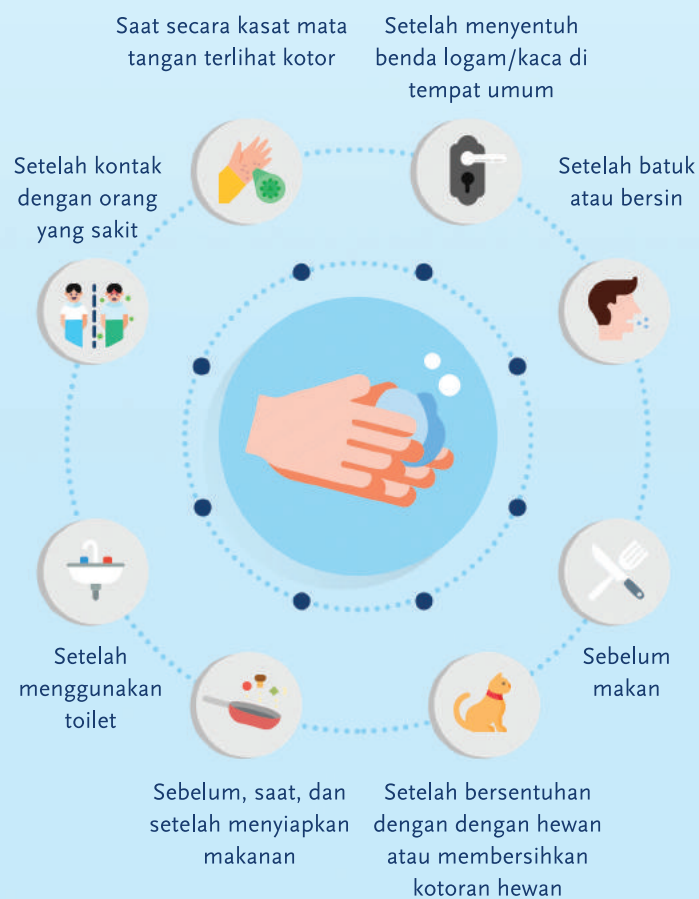 Saat secara kasat mata
tangan terlihat kotor
Setelah menyentuh
benda logam/kaca di
tempat umum
Setelah kontak
dengan orang
yang sakit
Setelah batuk
atau bersin
Setelah
menggunakan
toilet
Sebelum
makan
Sebelum, saat, dan
setelah menyiapkan
makanan
Setelah bersentuhan
dengan dengan hewan
atau membersihkan
kotoran hewan